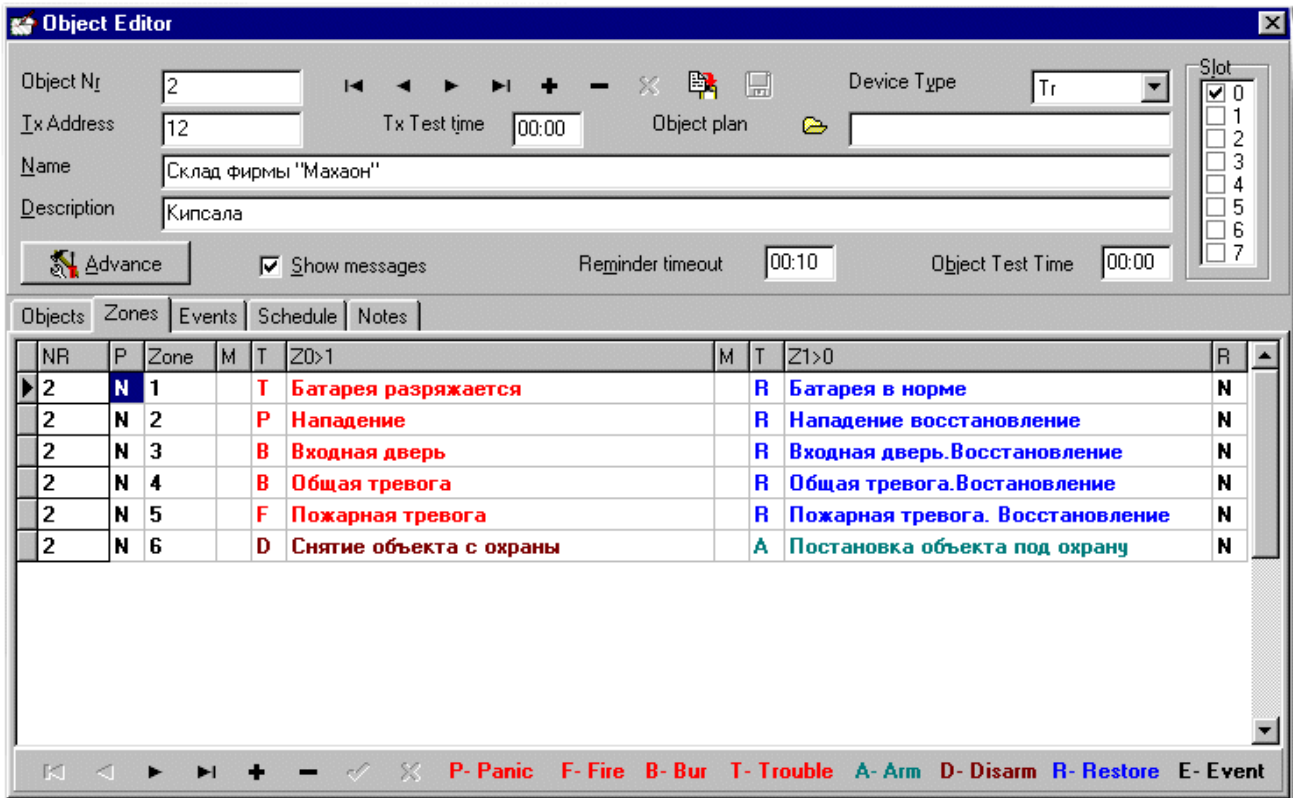 Object Editor
Object Nr 2 Device Type Tr Slot
Tx Address 12 Tx Test time 00:00 Object plan
Name Склад фирмы "Махаон"
Description Кипсала
Advance Show messages Reminder timeout 00:10 Object Test Time 00:00
0
1
2
3
4
5
6
7
Objects Zones Events Schedule Notes
NR P Zone M T Z0>1 M T Z1>0 R
2 N 1 T Батарея разряжается R Батарея в норме N
2 N 2 P Нападение R Нападение восстановление N
2 N 3 B Входная дверь R Входная дверь.Восстановление N
2 N 4 B Общая тревога R Общая тревога.Востановление N
2 N 5 F Пожарная тревога R Пожарная тревога. Восстановление N
2 N 6 D Снятие объекта с охраны A Постановка объекта под охрану N
P- Panic F- Fire B- Bur T- Trouble A- Arm D- Disarm R- Restore E- Event